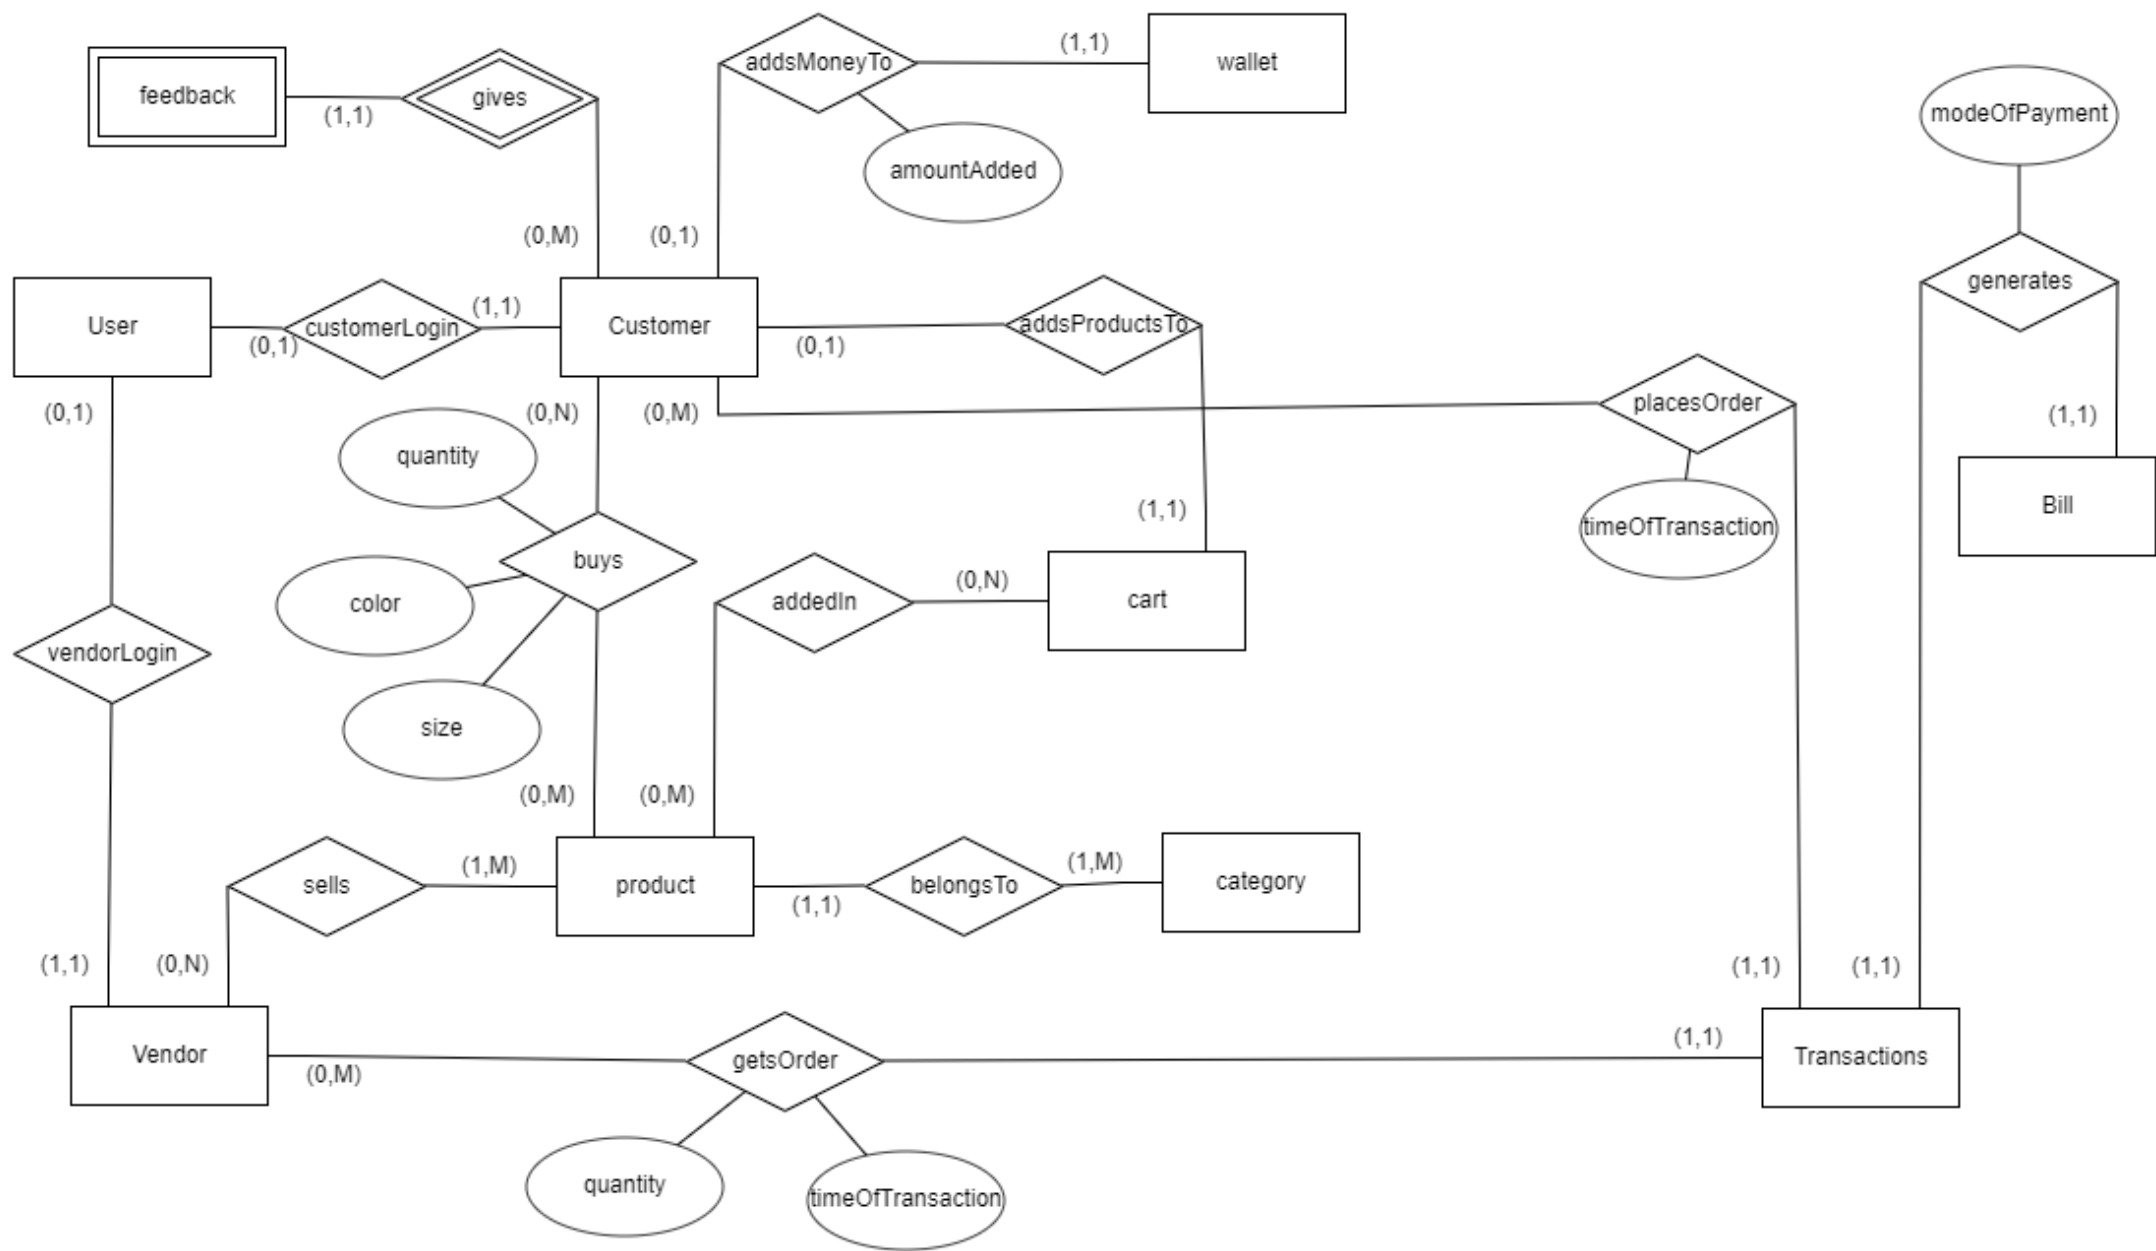 addsMoneyTo
(1,1)
wallet
feedback
(1,1)
gives
modeOfPayment
amountAdded
(0,M)
(0,1)
generates
User
(0,1)
customerLogin
(1,1)
Customer
(0,1)
addsProductsTo
(0,1)
(0,N)
(0,M)
placesOrder
(1,1)
quantity
(1,1)
Bill
timeOfTransaction
buys
color
addedIn
(0,N)
cart
vendorLogin
size
(0,M)
(0,M)
sells
(1,M)
product
(1,1)
belongsTo
(1,M)
category
(1,1)
(0,N)
(1,1)
(1,1)
Vendor
(0,M)
getsOrder
(1,1)
Transactions
quantity
timeOfTransaction